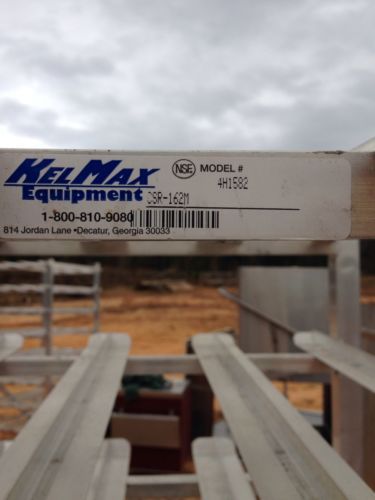 KelMax
Equipment
NSF MODEL #
4H1582
CSR-162M
1-800-810-9080
814 Jordan Lane •Decatur, Georgia 30033